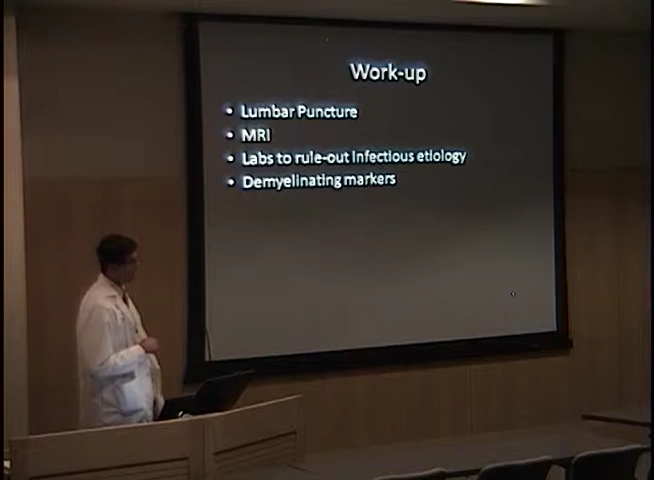 Work-up
• Lumbar Puncture
• MRI
• Labs to rule-out infectious etiology
• Demyelinating markers